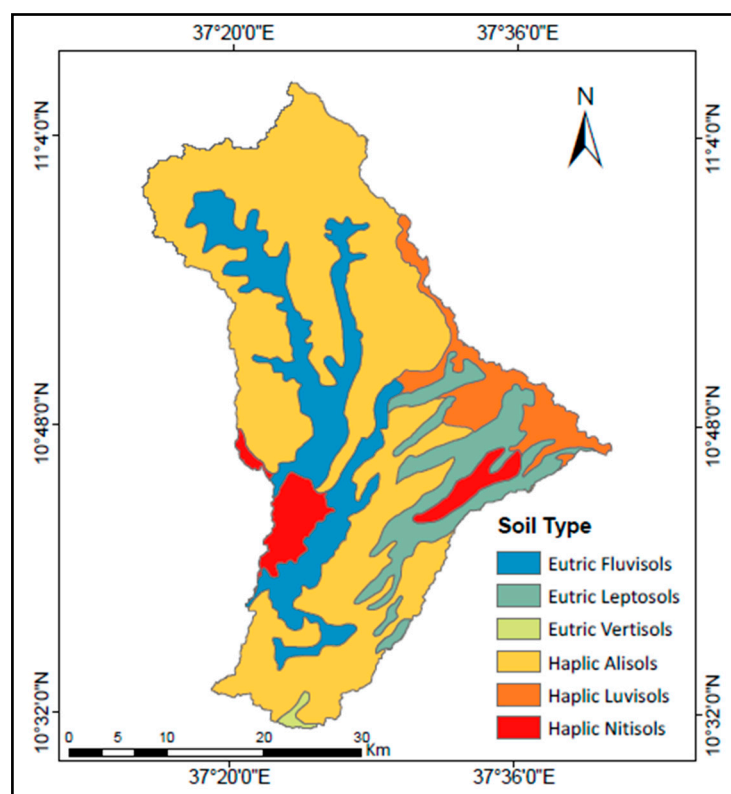 37°20'0"E 37°36'0"E
N
11°4'0"N 11°4'0"N
10°48'0"N 10°48'0"N
Soil Type
Eutric Fluvisols
Eutric Leptosols
Eutric Vertisols
Haplic Alisols
Haplic Luvisols
Haplic Nitisols
10°32'0"N 10°32'0"N
0 5 10 20 30
Km
37°20'0"E 37°36'0"E